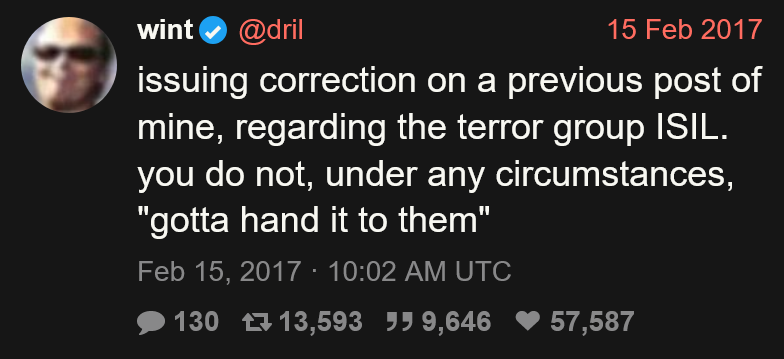 wint @dril 15 Feb 2017
issuing correction on a previous post of
mine, regarding the terror group ISIL.
you do not, under any circumstances,
"gotta hand it to them"
Feb 15, 2017 · 10:02 AM UTC
130 13,593 9,646 57,587